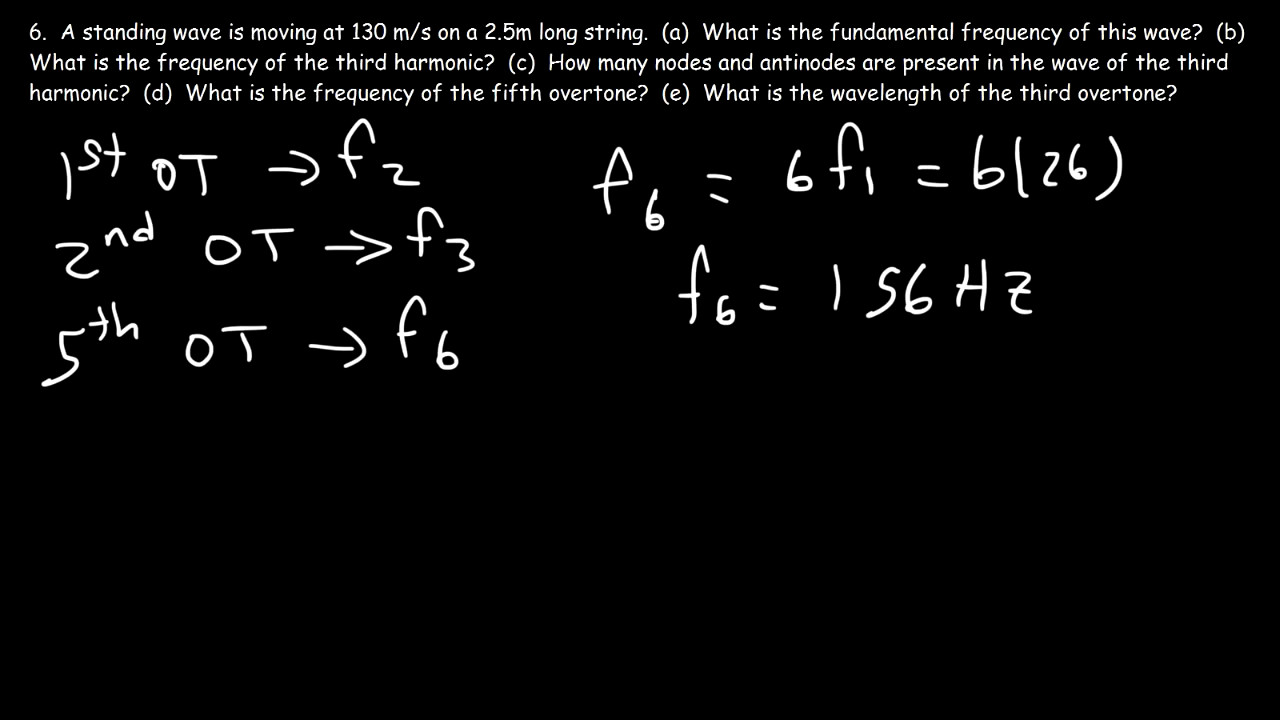 6. A standing wave is moving at 130 m/s on a 2.5m long string. (a) What is the fundamental frequency of this wave? (b)
What is the frequency of the third harmonic? (c) How many nodes and antinodes are present in the wave of the third
harmonic? (d) What is the frequency of the fifth overtone? (e) What is the wavelength of the third overtone?
1st OT → f2
2nd OT → f3
5th OT → f6
f6 = 6f1 = 6(26)
f6 = 156 Hz